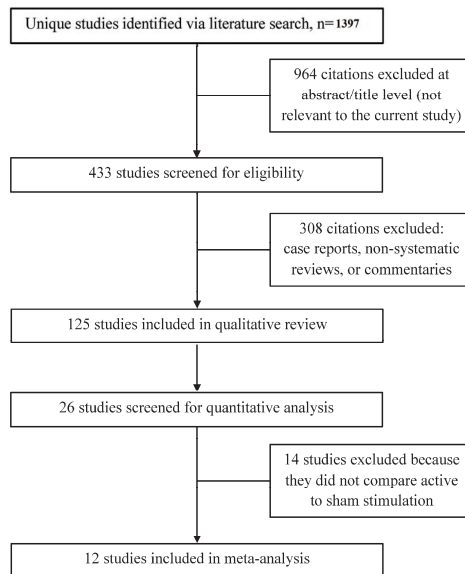 Unique studies identified via literature search, n=1397
964 citations excluded at
abstract/title level (not
relevant to the current study)
433 studies screened for eligibility
308 citations excluded:
case reports, non-systematic
reviews, or commentaries
125 studies included in qualitative review
26 studies screened for quantitative analysis
14 studies excluded because
they did not compare active
to sham stimulation
12 studies included in meta-analysis